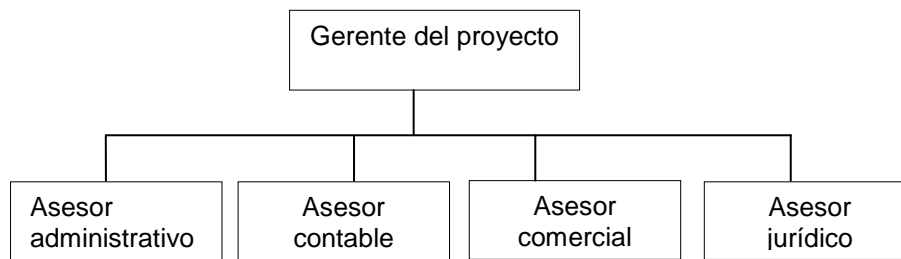 Gerente del proyecto
Asesor
administrativo
Asesor
contable
Asesor
comercial
Asesor
jurídico